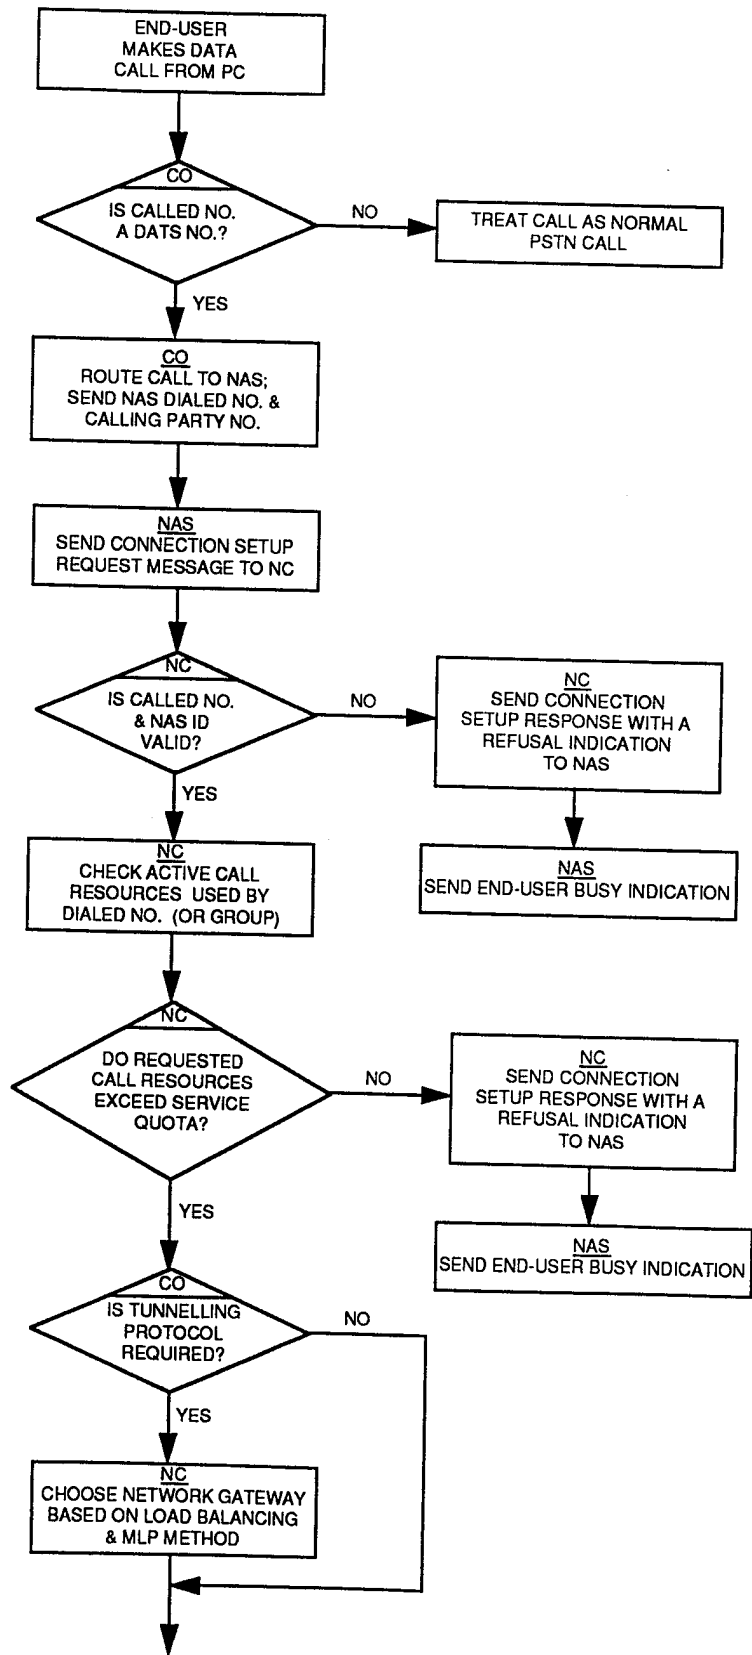 END-USER
MAKES DATA
CALL FROM PC
CO
IS CALLED NO.
A DATS NO.?
NO
TREAT CALL AS NORMAL
PSTN CALL
YES
CO
ROUTE CALL TO NAS;
SEND NAS DIALED NO. &
CALLING PARTY NO.
NAS
SEND CONNECTION SETUP
REQUEST MESSAGE TO NC
NC
IS CALLED NO.
& NAS ID
VALID?
NO
NC
SEND CONNECTION
SETUP RESPONSE WITH A
REFUSAL INDICATION
TO NAS
YES
NAS
SEND END-USER BUSY INDICATION
NC
CHECK ACTIVE CALL
RESOURCES USED BY
DIALED NO. (OR GROUP)
NC
DO REQUESTED
CALL RESOURCES
EXCEED SERVICE
QUOTA?
NO
NC
SEND CONNECTION
SETUP RESPONSE WITH A
REFUSAL INDICATION
TO NAS
YES
NAS
SEND END-USER BUSY INDICATION
CO
IS TUNNELLING
PROTOCOL
REQUIRED?
NO
YES
NC
CHOOSE NETWORK GATEWAY
BASED ON LOAD BALANCING
& MLP METHOD